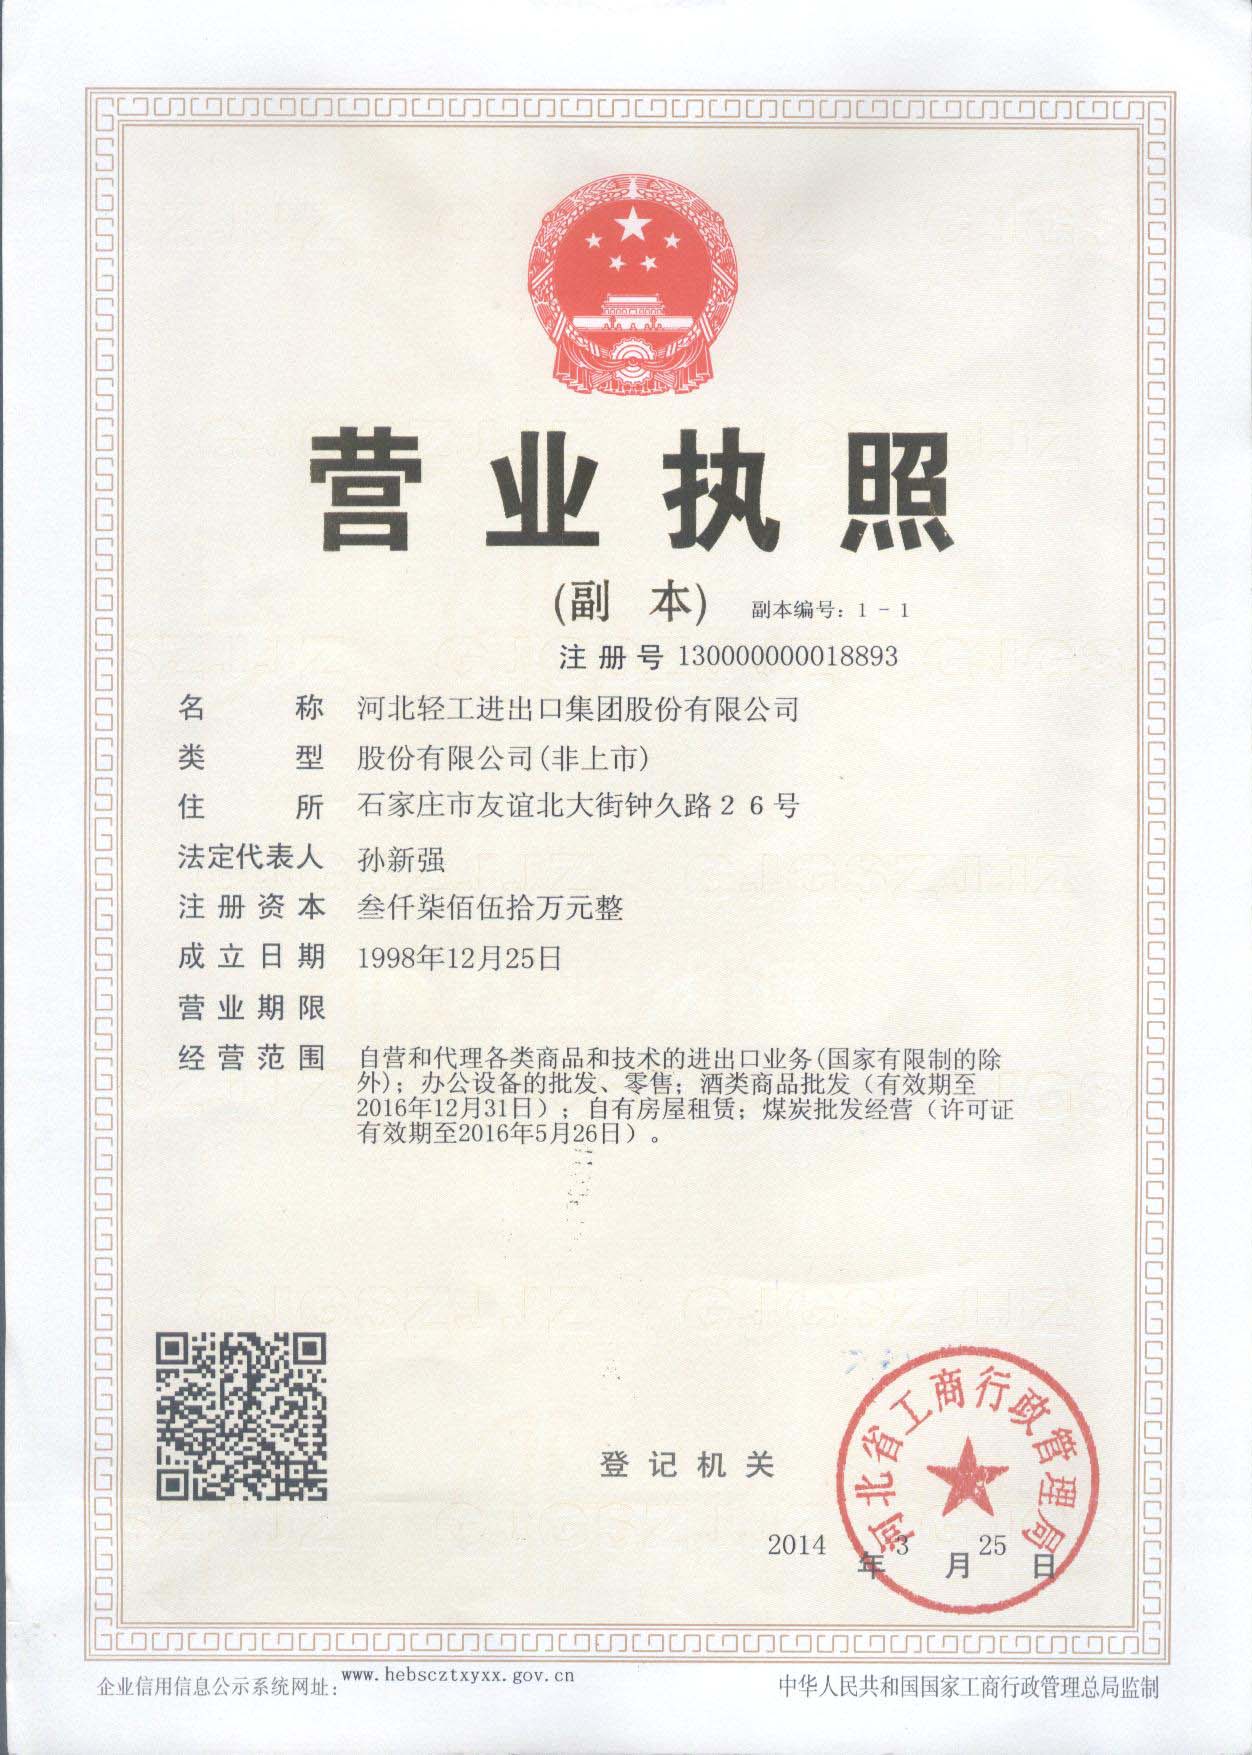 营业执照
(副 本) 副本编号：1 - 1
注册号 130000000018893
名称 河北轻工进出口集团股份有限公司
类型 股份有限公司(非上市)
住所 石家庄市友谊北大街钟久路２６号
法定代表人 孙新强
注册资本 叁仟柒佰伍拾万元整
成立日期 1998年12月25日
营业期限
经营范围 自营和代理各类商品和技术的进出口业务(国家有限制的除
外)；办公设备的批发、零售；酒类商品批发（有效期至
2016年12月31日）；自有房屋租赁；煤炭批发经营（许可证
有效期至2016年5月26日）。
河北省工商行政管理局
登记机关
2014年3月25日
企业信用信息公示系统网址：www.hebscztxyxx.gov.cn 中华人民共和国国家工商行政管理总局监制